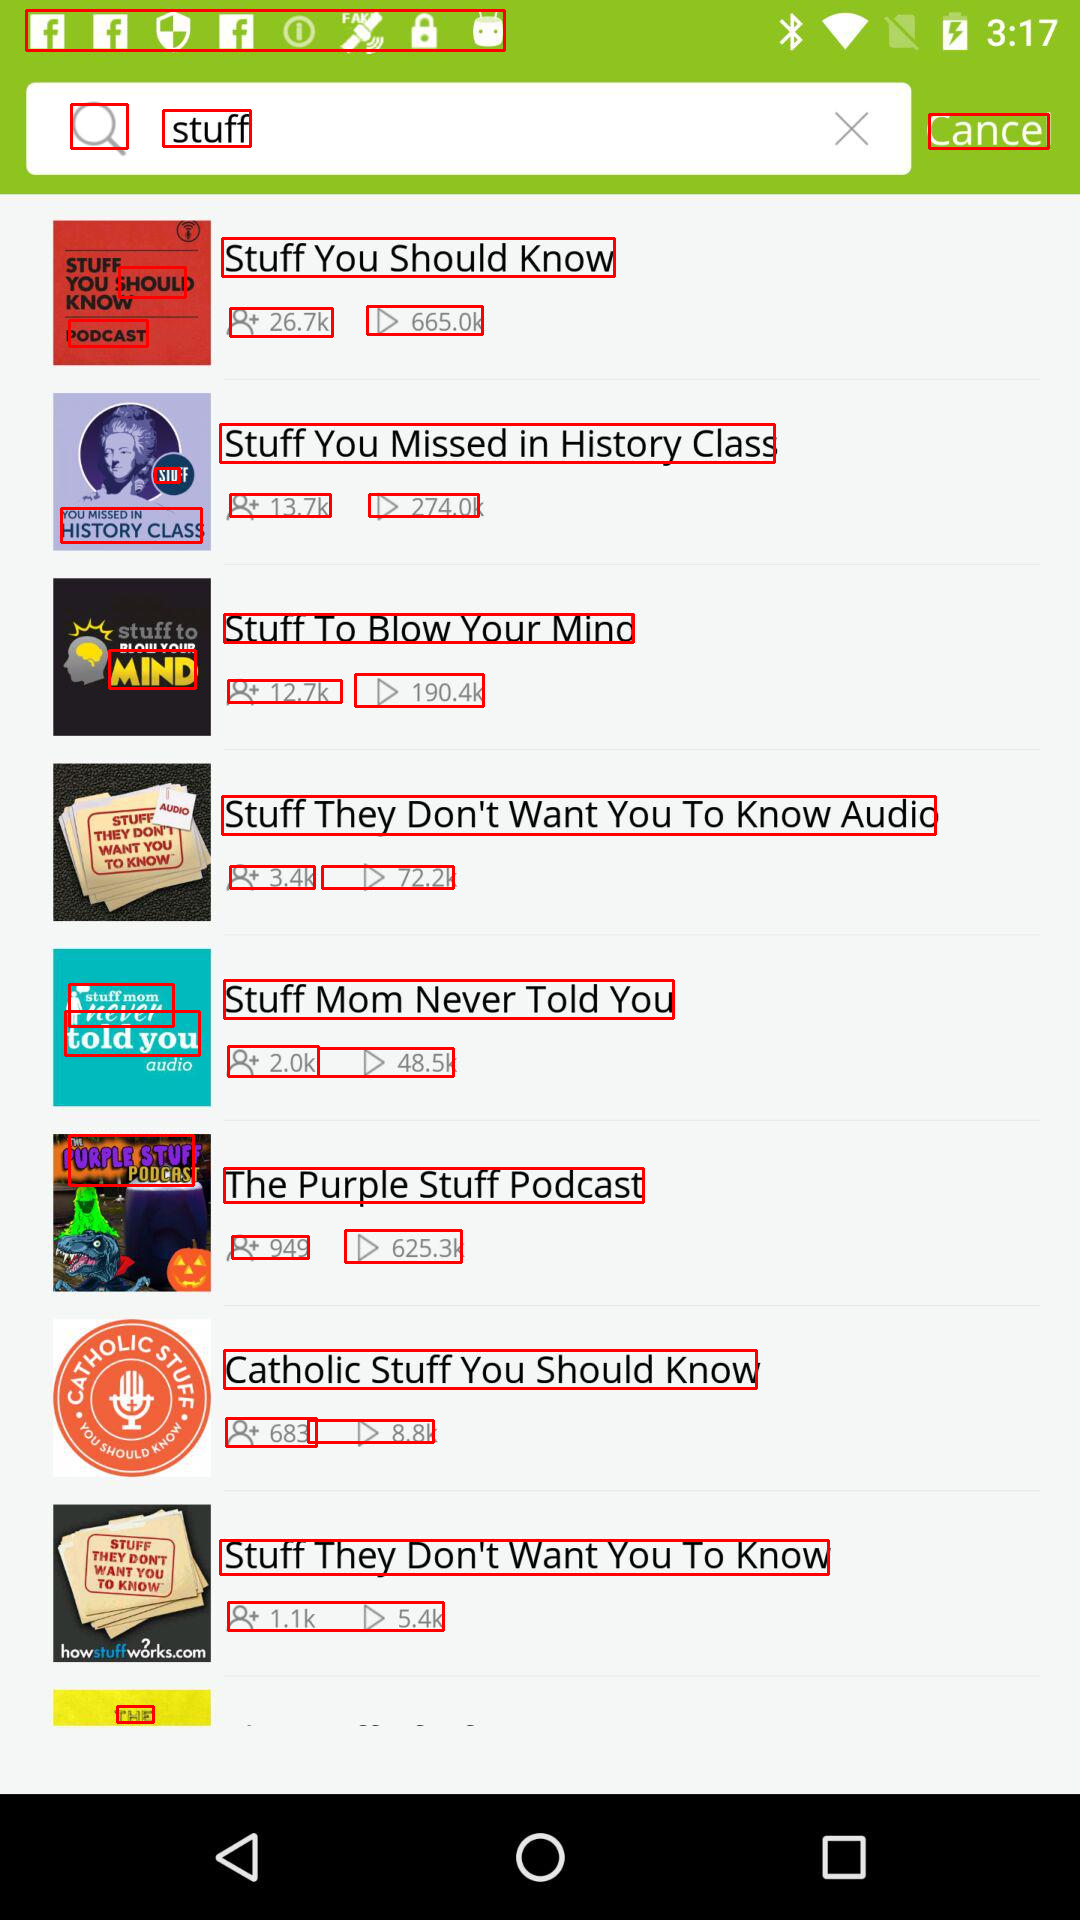 FAK
3:17
stuff
Cance
STUFF
YOU SHOULD
KNOW
PODCAST
Stuff You Should Know
26.7k 665.0k
STUFF
YOU MISSED IN
HISTORY CLASS
Stuff You Missed in History Class
13.7k 274.0k
stuff to
BLOW YOUR
MIND
Stuff To Blow Your Mind
12.7k 190.4k
AUDIO
STUFF
THEY DON'T
WANT YOU
TO KNOW
Stuff They Don't Want You To Know Audio
3.4k 72.2k
stuff mom
never
told you
audio
Stuff Mom Never Told You
2.0k 48.5k
THE
PURPLE STUFF
PODCAST
The Purple Stuff Podcast
949 625.3k
CATHOLIC STUFF
YOU SHOULD KNOW
Catholic Stuff You Should Know
683 8.8k
STUFF
THEY DON'T
WANT YOU
TO KNOW
howstuffworks.com
Stuff They Don't Want You To Know
1.1k 5.4k
THE